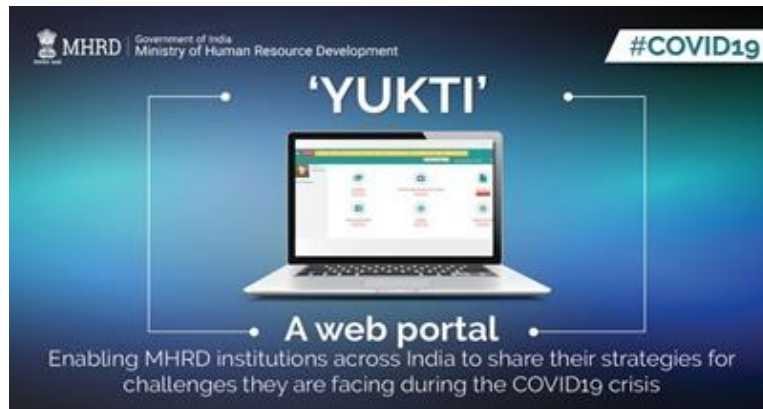 MHRD
Government of India
Ministry of Human Resource Development
#COVID19
'YUKTI'
A web portal
Enabling MHRD institutions across India to share their strategies for
challenges they are facing during the COVID19 crisis